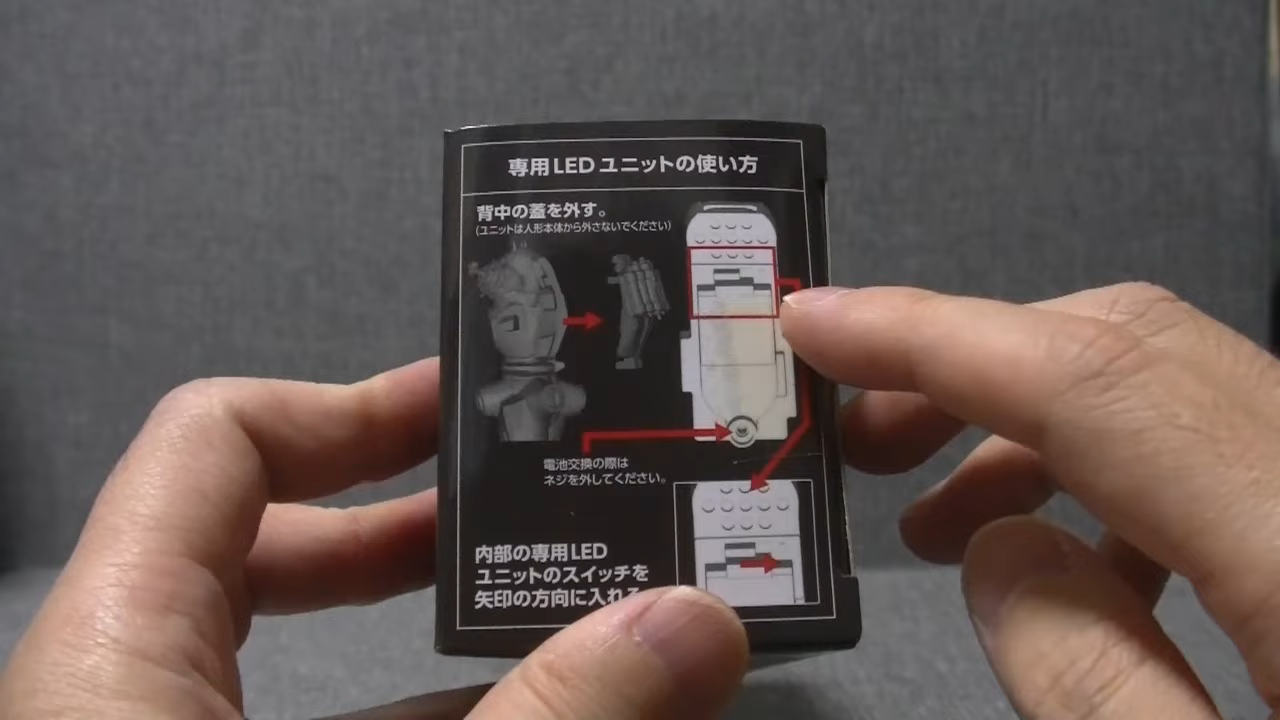 専用LEDユニットの使い方
背中の蓋を外す。
(ユニットは人形本体から外さないでください)
電池交換の際は
ネジを外してください。
内部の専用LED
ユニットのスイッチを
矢印の方向に入れ